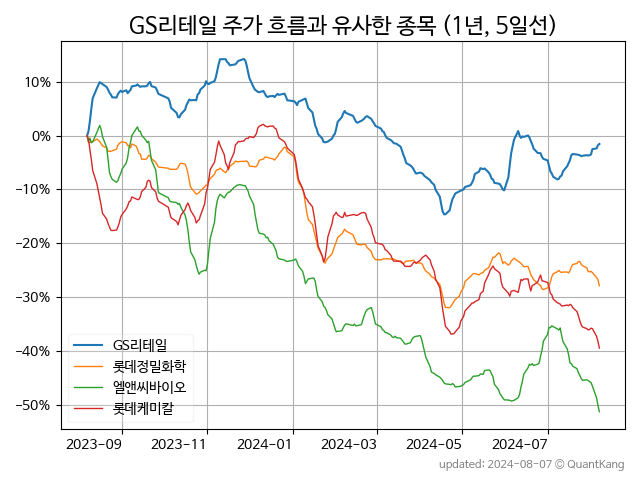 GS리테일 주가 흐름과 유사한 종목 (1년, 5일선)
10%
0%
−10%
−20%
−30%
−40%
−50%
GS리테일
롯데정밀화학
엘앤씨바이오
롯데케미칼
2023-09 2023-11 2024-01 2024-03 2024-05 2024-07
updated: 2024-08-07 © QuantKang